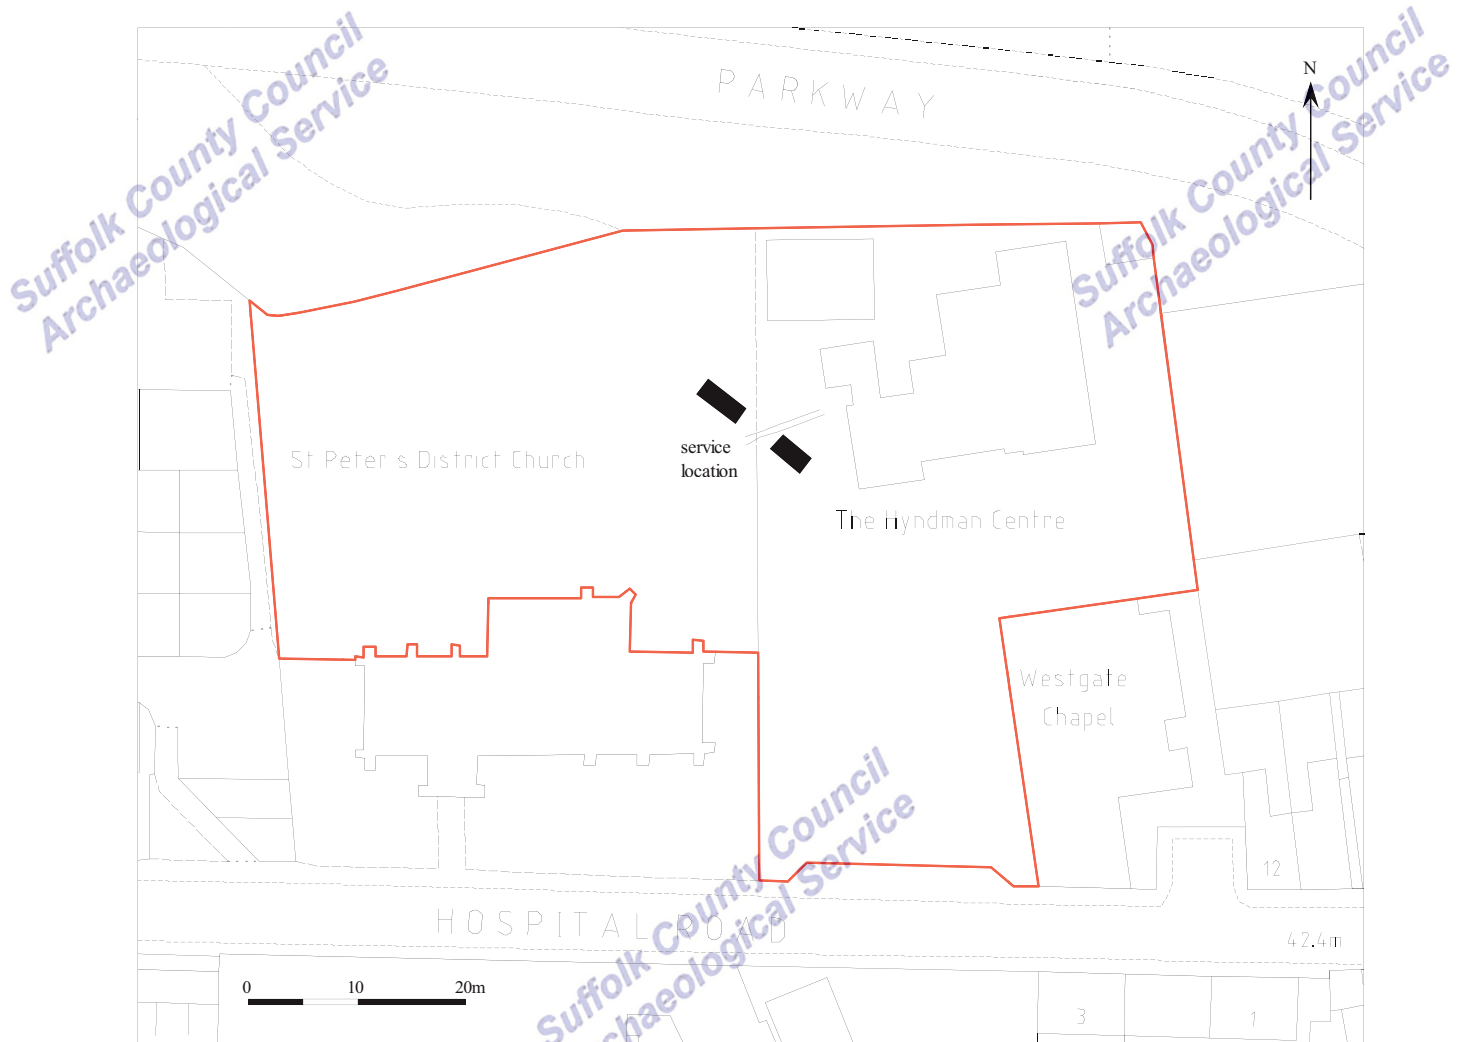 Suffolk County Council
Archaeological Service
PARKWAY
N
Suffolk County Council
Archaeological Service
service
location
St Peter s District Church
The Hyndman Centre
Westgate
Chapel
12
HOSPITAL ROAD
42.4m
Suffolk County Council
Archaeological Service
0 10 20m
3
1